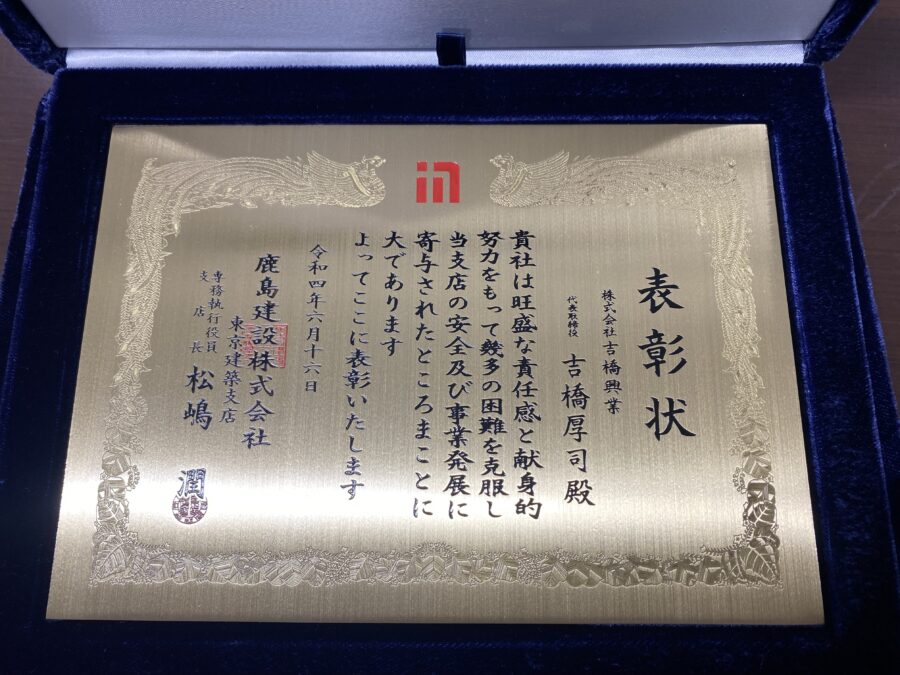 表彰状
株式会社吉橋興業
代表取締役 吉橋厚司殿
貴社は旺盛な責任感と献身的
努力をもって幾多の困難を克服し
当支店の安全及び事業発展に
寄与されたところまことに
大であります
よってここに表彰いたします
令和四年六月十六日
鹿島建設株式会社
東京建築支店
専務執行役員
支店長 松嶋 潤